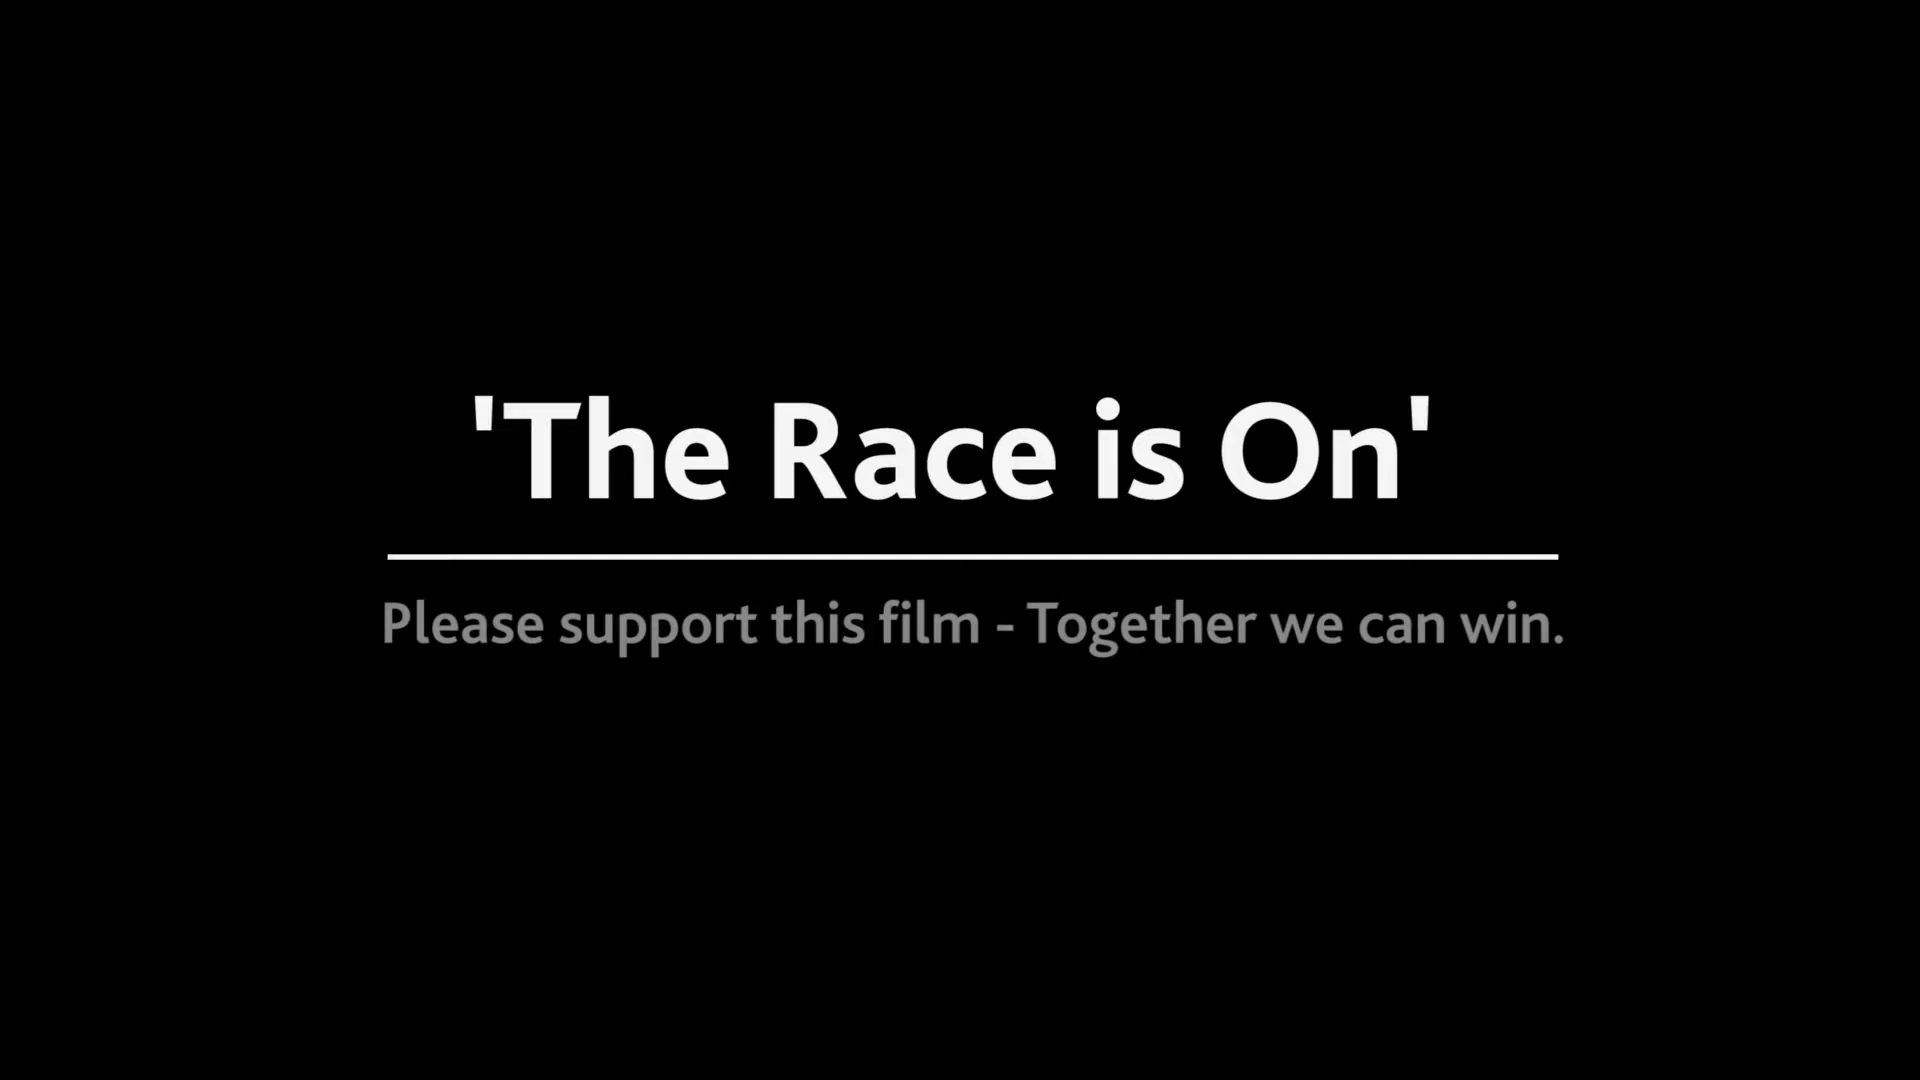 'The Race is On'
Please support this film - Together we can win.